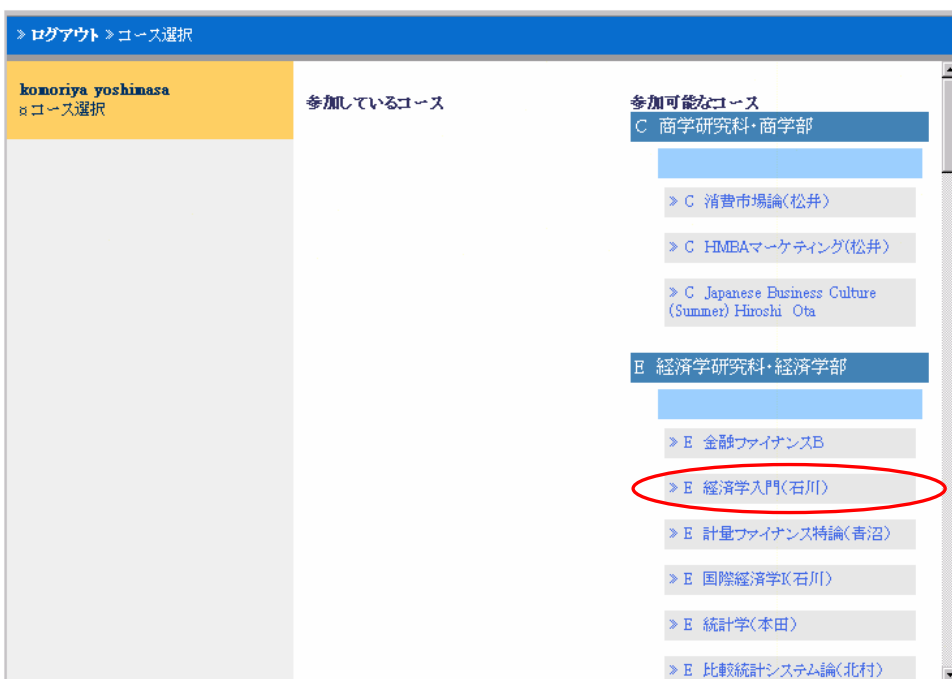 » ログアウト » コース選択
komoriya yoshimasa
¤コース選択
参加しているコース
参加可能なコース
C 商学研究科・商学部
» C 消費市場論(松井)
» C HMBAマーケティング(松井)
» C Japanese Business Culture
(Summer) Hiroshi Ota
E 経済学研究科・経済学部
» E 金融ファイナンスB
» E 経済学入門(石川)
» E 計量ファイナンス特論(青沼)
» E 国際経済学I(石川)
» E 統計学(本田)
» E 比較統計システム論(北村)